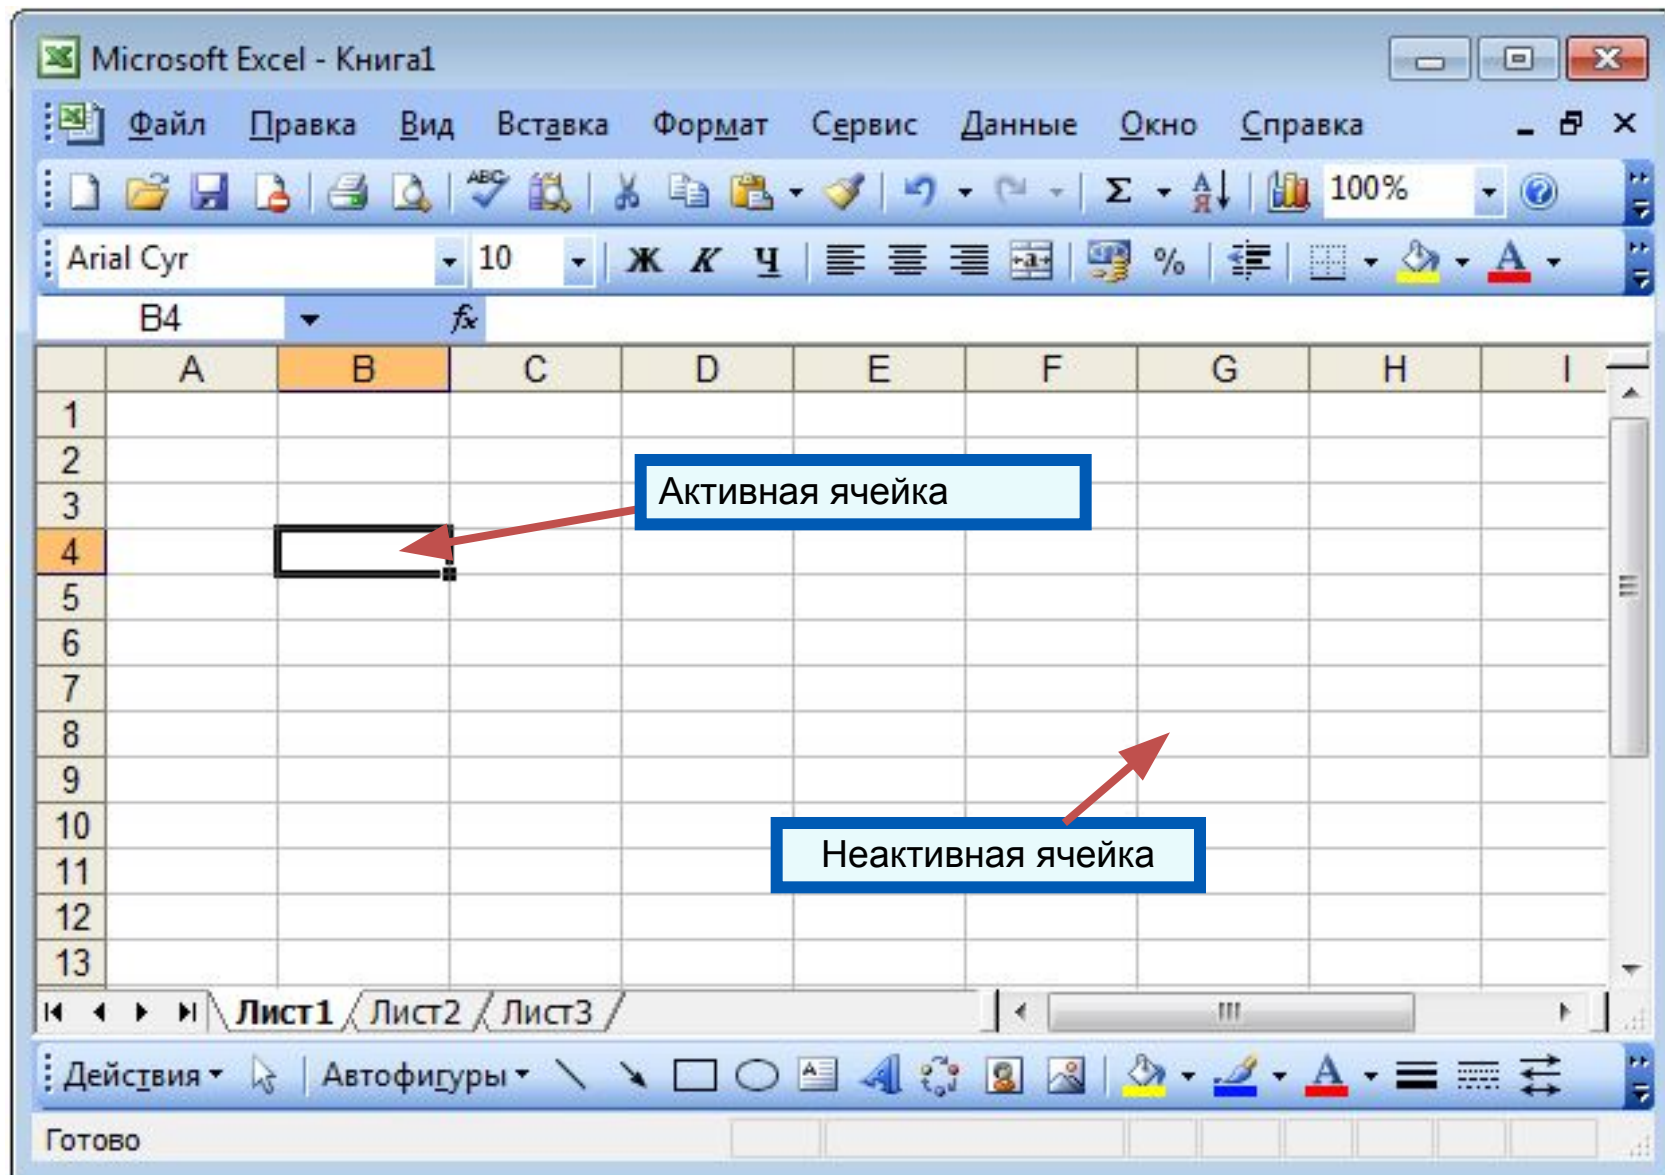 Microsoft Excel - Книга1
Файл Правка Вид Вставка Формат Сервис Данные Окно Справка
ABC Σ А Я 100% ?
Arial Cyr 10 Ж К Ч a % А
B4 fx
A B C D E F G H I
1
2
Активная ячейка
3
4
5
6
7
8
9
10
Неактивная ячейка
11
12
13
Лист1 Лист2 Лист3
Действия Автофигуры A A А
Готово